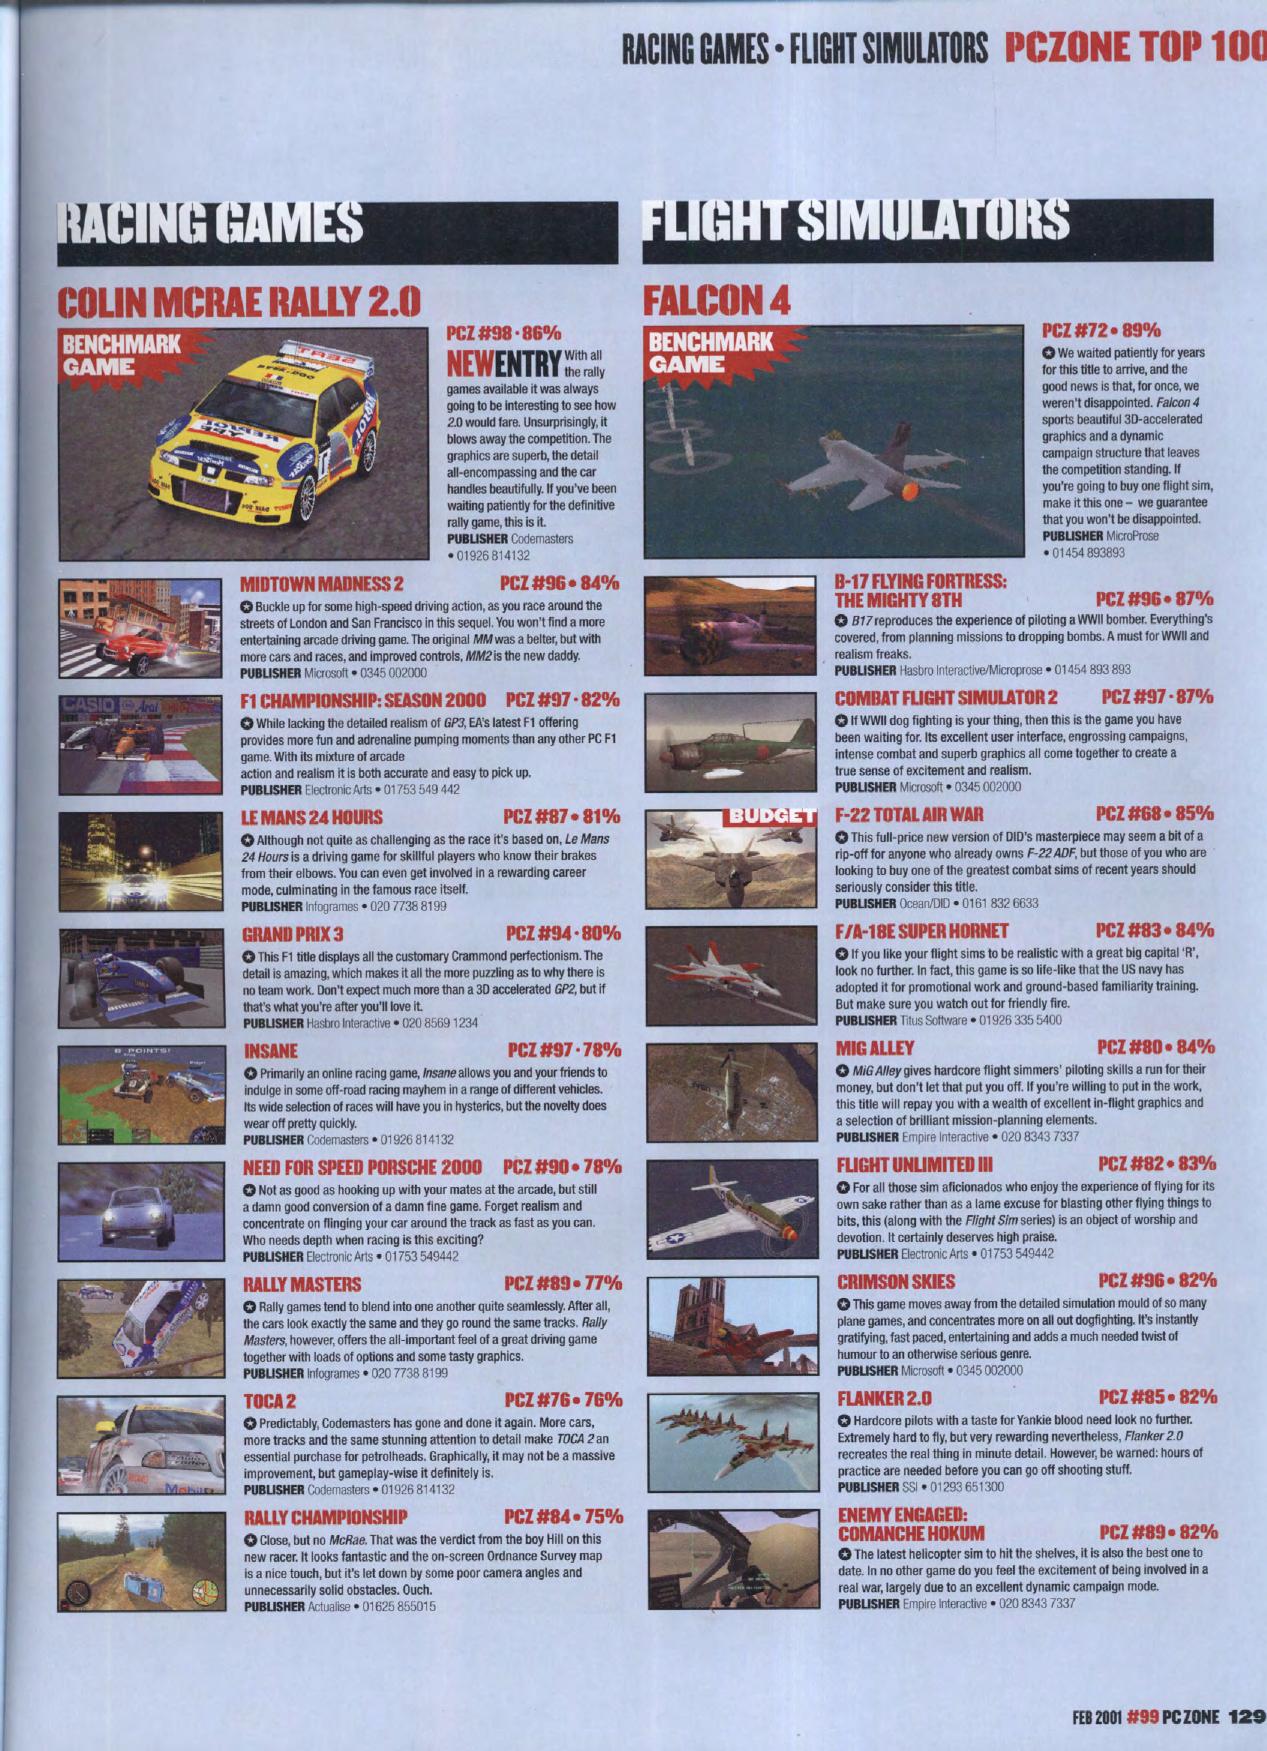 RACING GAMES • FLIGHT SIMULATORS PCZONE TOP 100
RACING GAMES
COLIN MCRAE RALLY 2.0
BENCHMARK
GAME
PCZ #98 • 86%
NEW ENTRY With all
the rally
games available it was always
going to be interesting to see how
2.0 would fare. Unsurprisingly, it
blows away the competition. The
graphics are superb, the detail
all-encompassing and the car
handles beautifully. If you've been
waiting patiently for the definitive
rally game, this is it.
PUBLISHER Codemasters
• 01926 814132
MIDTOWN MADNESS 2 PCZ #96 • 84%
Buckle up for some high-speed driving action, as you race around the
streets of London and San Francisco in this sequel. You won't find a more
entertaining arcade driving game. The original MM was a belter, but with
more cars and races, and improved controls, MM2 is the new daddy.
PUBLISHER Microsoft • 0345 002000
CASIO Arai
F1 CHAMPIONSHIP: SEASON 2000 PCZ #97 • 82%
While lacking the detailed realism of GP3, EA's latest F1 offering
provides more fun and adrenaline pumping moments than any other PC F1
game. With its mixture of arcade
action and realism it is both accurate and easy to pick up.
PUBLISHER Electronic Arts • 01753 549 442
LE MANS 24 HOURS PCZ #87 • 81%
Although not quite as challenging as the race it's based on, Le Mans
24 Hours is a driving game for skillful players who know their brakes
from their elbows. You can even get involved in a rewarding career
mode, culminating in the famous race itself.
PUBLISHER Infogrames • 020 7738 8199
GRAND PRIX 3 PCZ #94 • 80%
This F1 title displays all the customary Crammond perfectionism. The
detail is amazing, which makes it all the more puzzling as to why there is
no team work. Don't expect much more than a 3D accelerated GP2, but if
that's what you're after you'll love it.
PUBLISHER Hasbro Interactive • 020 8569 1234
8 POINTS!
INSANE PCZ #97 • 78%
Primarily an online racing game, Insane allows you and your friends to
indulge in some off-road racing mayhem in a range of different vehicles.
Its wide selection of races will have you in hysterics, but the novelty does
wear off pretty quickly.
PUBLISHER Codemasters • 01926 814132
NEED FOR SPEED PORSCHE 2000 PCZ #90 • 78%
Not as good as hooking up with your mates at the arcade, but still
a damn good conversion of a damn fine game. Forget realism and
concentrate on flinging your car around the track as fast as you can.
Who needs depth when racing is this exciting?
PUBLISHER Electronic Arts • 01753 549442
RALLY MASTERS PCZ #89 • 77%
Rally games tend to blend into one another quite seamlessly. After all,
the cars look exactly the same and they go round the same tracks. Rally
Masters, however, offers the all-important feel of a great driving game
together with loads of options and some tasty graphics.
PUBLISHER Infogrames • 020 7738 8199
TOCA 2 PCZ #76 • 76%
Predictably, Codemasters has gone and done it again. More cars,
more tracks and the same stunning attention to detail make TOCA 2 an
essential purchase for petrolheads. Graphically, it may not be a massive
improvement, but gameplay-wise it definitely is.
PUBLISHER Codemasters • 01926 814132
RALLY CHAMPIONSHIP PCZ #84 • 75%
Close, but no McRae. That was the verdict from the boy Hill on this
new racer. It looks fantastic and the on-screen Ordnance Survey map
is a nice touch, but it's let down by some poor camera angles and
unnecessarily solid obstacles. Ouch.
PUBLISHER Actualise • 01625 855015
FLIGHT SIMULATORS
FALCON 4
BENCHMARK
GAME
PCZ #72 • 89%
We waited patiently for years
for this title to arrive, and the
good news is that, for once, we
weren't disappointed. Falcon 4
sports beautiful 3D-accelerated
graphics and a dynamic
campaign structure that leaves
the competition standing. If
you're going to buy one flight sim,
make it this one – we guarantee
that you won't be disappointed.
PUBLISHER MicroProse
• 01454 893893
B-17 FLYING FORTRESS:
THE MIGHTY 8TH PCZ #96 • 87%
B17 reproduces the experience of piloting a WWII bomber. Everything's
covered, from planning missions to dropping bombs. A must for WWII and
realism freaks.
PUBLISHER Hasbro Interactive/Microprose • 01454 893 893
COMBAT FLIGHT SIMULATOR 2 PCZ #97 • 87%
If WWII dog fighting is your thing, then this is the game you have
been waiting for. Its excellent user interface, engrossing campaigns,
intense combat and superb graphics all come together to create a
true sense of excitement and realism.
PUBLISHER Microsoft • 0345 002000
BUDGET
F-22 TOTAL AIR WAR PCZ #68 • 85%
This full-price new version of DID's masterpiece may seem a bit of a
rip-off for anyone who already owns F-22 ADF, but those of you who are
looking to buy one of the greatest combat sims of recent years should
seriously consider this title.
PUBLISHER Ocean/DID • 0161 832 6633
F/A-18E SUPER HORNET PCZ #83 • 84%
If you like your flight sims to be realistic with a great big capital 'R',
look no further. In fact, this game is so life-like that the US navy has
adopted it for promotional work and ground-based familiarity training.
But make sure you watch out for friendly fire.
PUBLISHER Titus Software • 01926 335 5400
MIG ALLEY PCZ #80 • 84%
MiG Alley gives hardcore flight simmers' piloting skills a run for their
money, but don't let that put you off. If you're willing to put in the work,
this title will repay you with a wealth of excellent in-flight graphics and
a selection of brilliant mission-planning elements.
PUBLISHER Empire Interactive • 020 8343 7337
FLIGHT UNLIMITED III PCZ #82 • 83%
For all those sim aficionados who enjoy the experience of flying for its
own sake rather than as a lame excuse for blasting other flying things to
bits, this (along with the Flight Sim series) is an object of worship and
devotion. It certainly deserves high praise.
PUBLISHER Electronic Arts • 01753 549442
CRIMSON SKIES PCZ #96 • 82%
This game moves away from the detailed simulation mould of so many
plane games, and concentrates more on all out dogfighting. It's instantly
gratifying, fast paced, entertaining and adds a much needed twist of
humour to an otherwise serious genre.
PUBLISHER Microsoft • 0345 002000
FLANKER 2.0 PCZ #85 • 82%
Hardcore pilots with a taste for Yankie blood need look no further.
Extremely hard to fly, but very rewarding nevertheless, Flanker 2.0
recreates the real thing in minute detail. However, be warned: hours of
practice are needed before you can go off shooting stuff.
PUBLISHER SSI • 01293 651300
ENEMY ENGAGED:
COMANCHE HOKUM PCZ #89 • 82%
The latest helicopter sim to hit the shelves, it is also the best one to
date. In no other game do you feel the excitement of being involved in a
real war, largely due to an excellent dynamic campaign mode.
PUBLISHER Empire Interactive • 020 8343 7337
FEB 2001 #99 PC ZONE 129